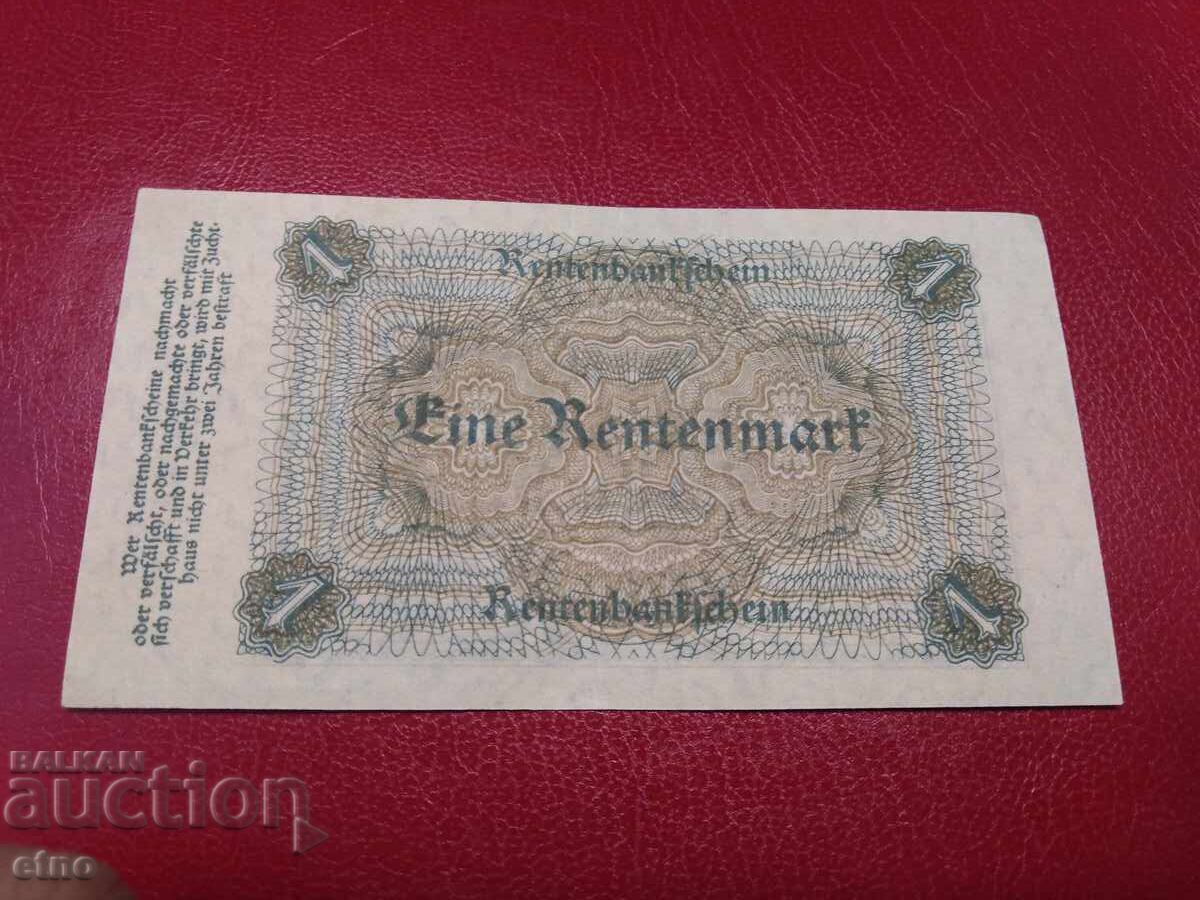 Wer Rentenbankscheine nachmacht
oder verfälscht, oder nachgemachte oder verfälschte
sich verschafft und in Verkehr bringt, wird mit Zucht-
haus nicht unter zwei Jahren bestraft
1
Rentenbankschein
1
Eine Rentenmark
1
Rentenbankschein
1
BALKAN
auction
etno